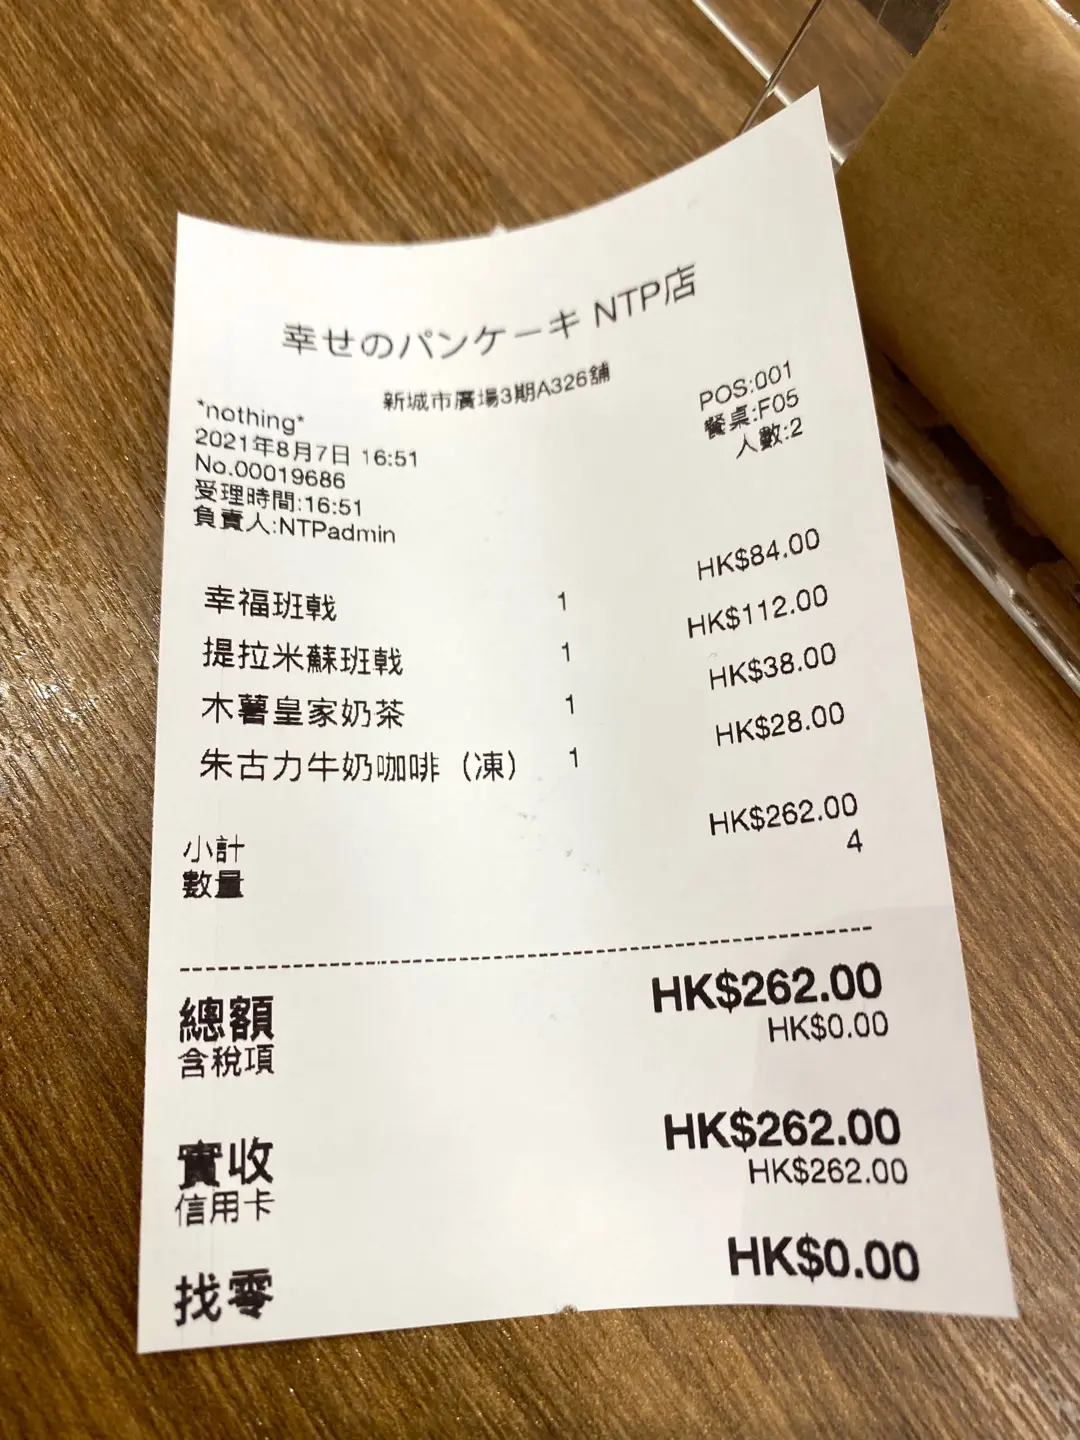 幸せのパンケーキ NTP店
新城市廣場3期A326舖
*nothing*
POS:001
2021年8月7日 16:51
餐桌:F05
No.00019686
人數:2
受理時間:16:51
負責人:NTPadmin
幸福班戟 1 HK$84.00
提拉米蘇班戟 1 HK$112.00
木薯皇家奶茶 1 HK$38.00
朱古力牛奶咖啡（凍） 1 HK$28.00
小計 HK$262.00
數量 4
總額 HK$262.00
含稅項 HK$0.00
實收 HK$262.00
信用卡 HK$262.00
找零 HK$0.00